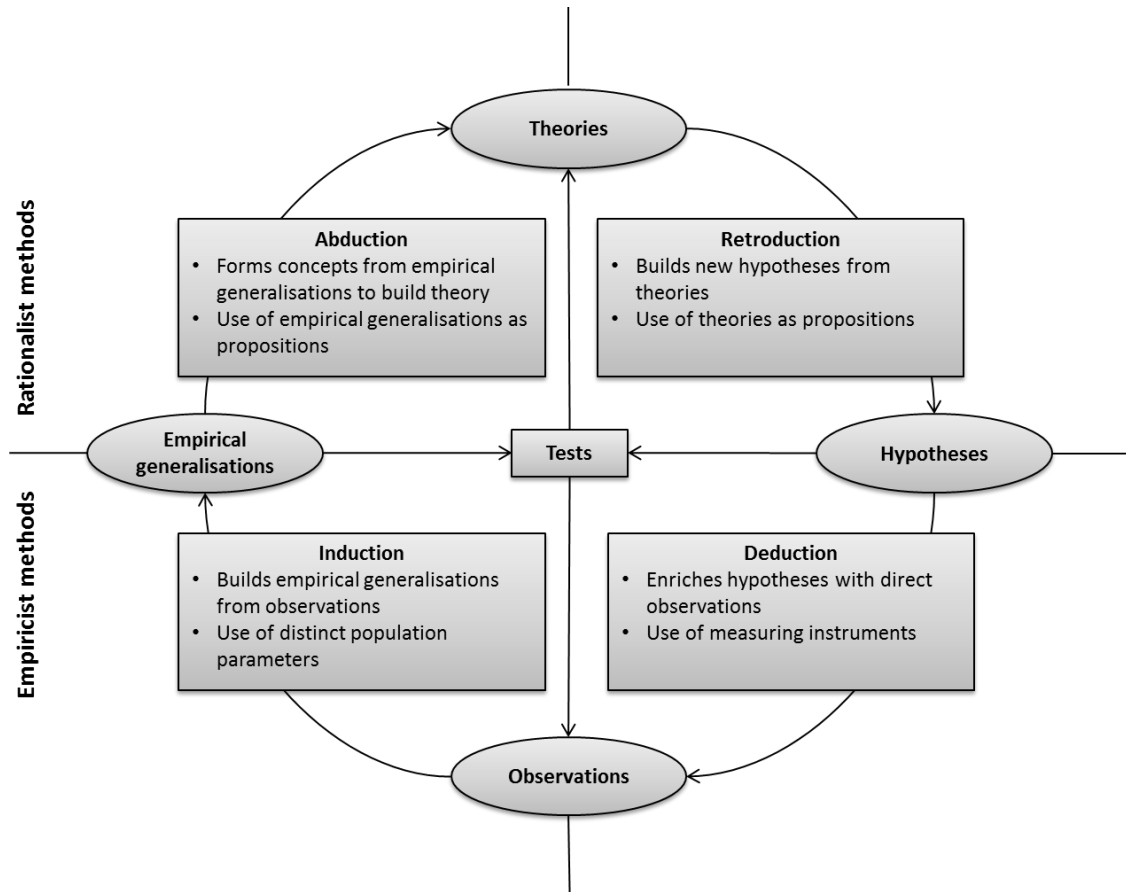 Theories
Rationalist methods
Abduction
• Forms concepts from empirical
generalisations to build theory
• Use of empirical generalisations as
propositions
Retroduction
• Builds new hypotheses from
theories
• Use of theories as propositions
Empirical
generalisations
Tests
Hypotheses
Empiricist methods
Induction
• Builds empirical generalisations
from observations
• Use of distinct population
parameters
Deduction
• Enriches hypotheses with direct
observations
• Use of measuring instruments
Observations